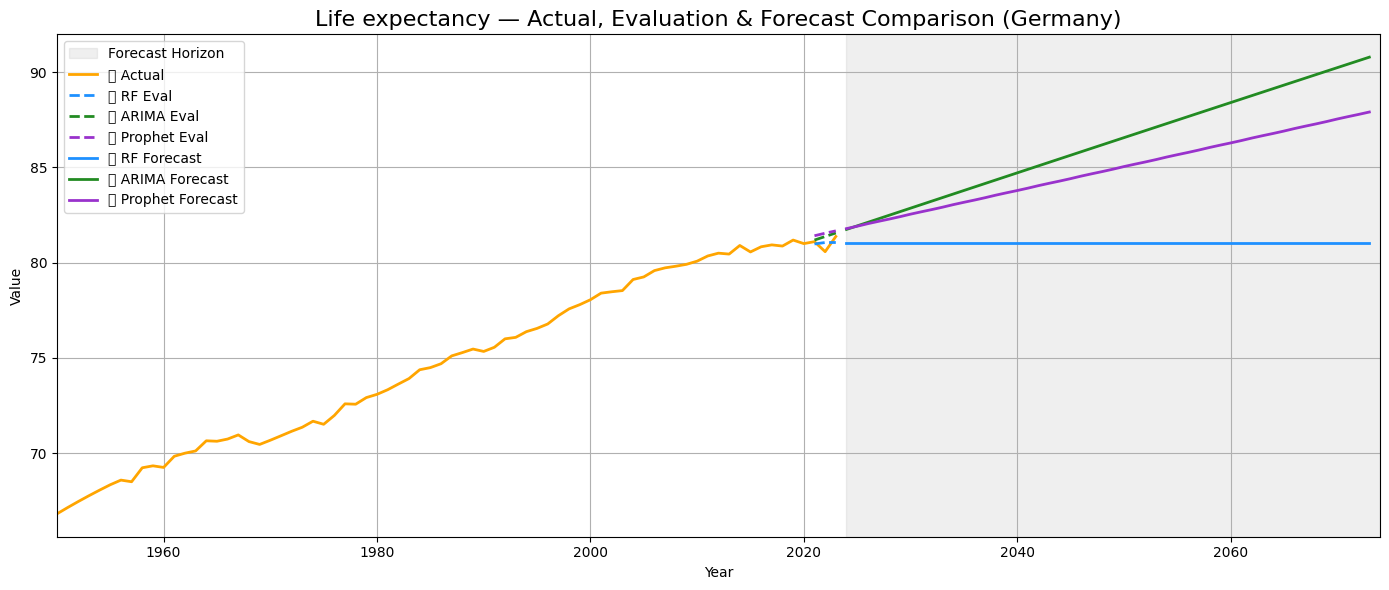 Life expectancy — Actual, Evaluation & Forecast Comparison (Germany)
Forecast Horizon
Actual
RF Eval
ARIMA Eval
Prophet Eval
RF Forecast
ARIMA Forecast
Prophet Forecast
90
85
80
75
70
Value
1960
1980
2000
2020
2040
2060
Year